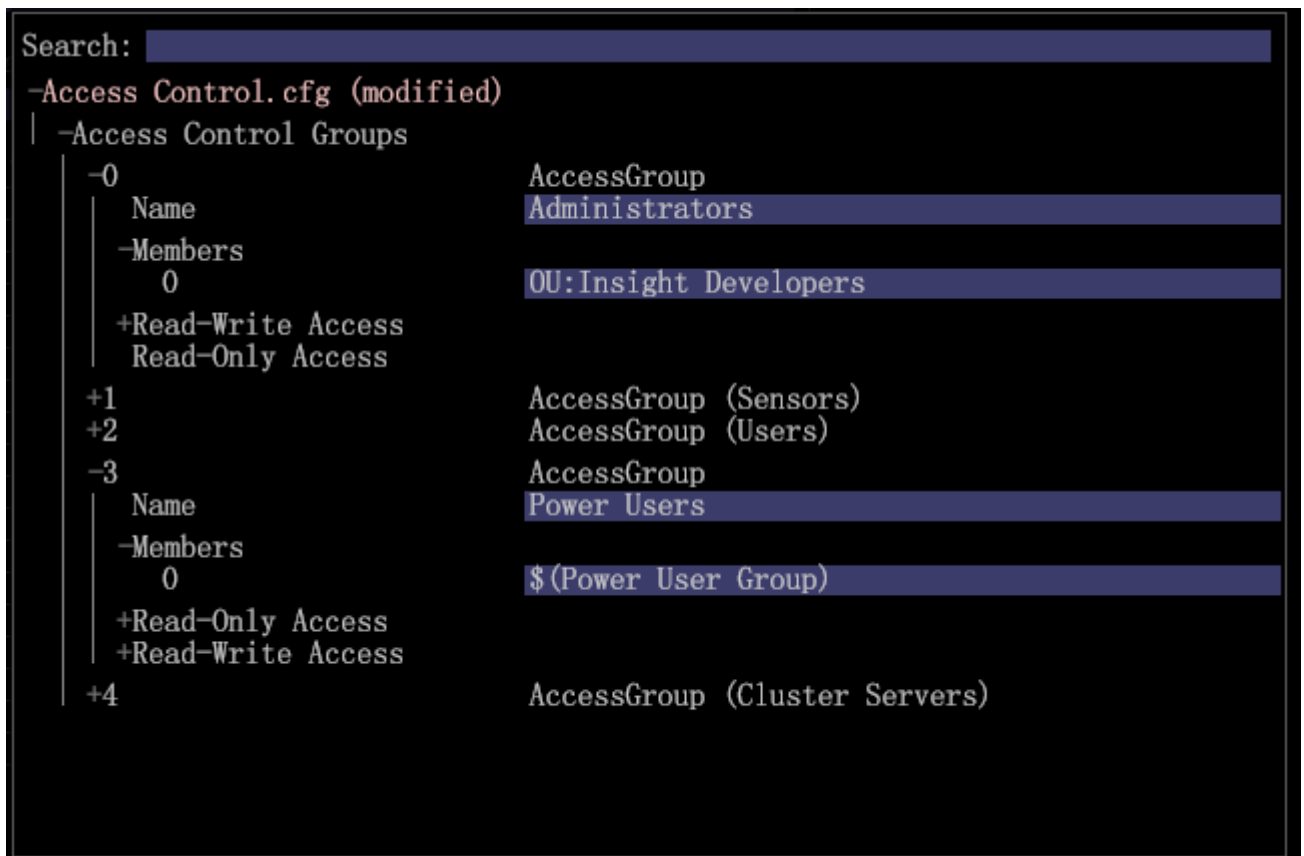 Search:
-Access Control.cfg (modified)
-Access Control Groups
-0 AccessGroup
Name Administrators
-Members
0 OU:Insight Developers
+Read-Write Access
Read-Only Access
+1 AccessGroup (Sensors)
+2 AccessGroup (Users)
-3 AccessGroup
Name Power Users
-Members
0 $(Power User Group)
+Read-Only Access
+Read-Write Access
+4 AccessGroup (Cluster Servers)